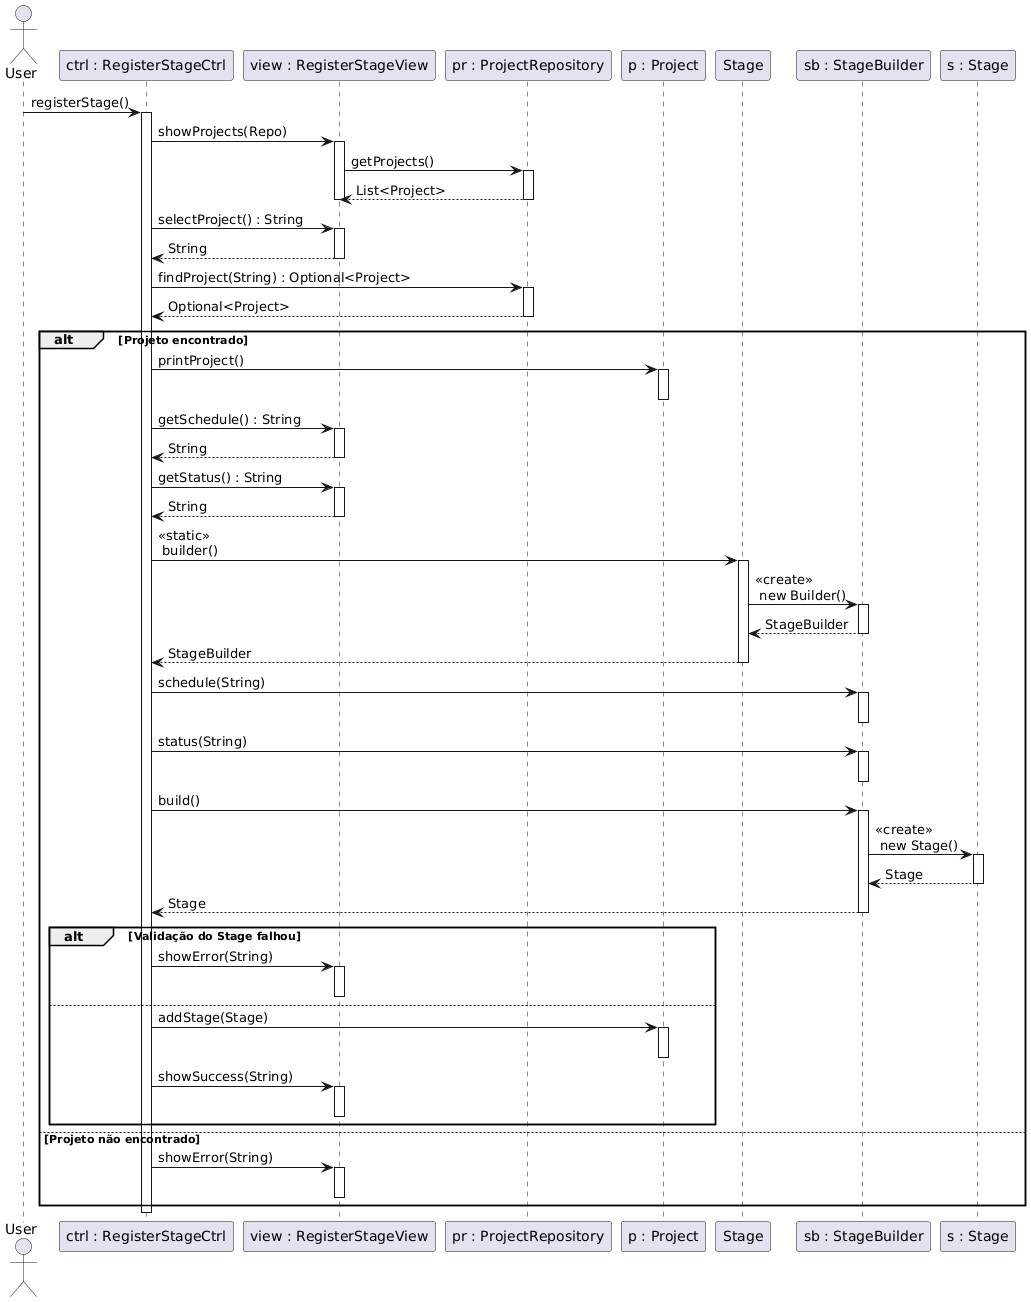 User
ctrl : RegisterStageCtrl
view : RegisterStageView
pr : ProjectRepository
p : Project
Stage
sb : StageBuilder
s : Stage
registerStage()
showProjects(Repo)
getProjects()
List<Project>
selectProject() : String
String
findProject(String) : Optional<Project>
Optional<Project>
alt
[Projeto encontrado]
printProject()
getSchedule() : String
String
getStatus() : String
String
«static»
builder()
«create»
new Builder()
StageBuilder
StageBuilder
schedule(String)
status(String)
build()
«create»
new Stage()
Stage
Stage
alt
[Validação do Stage falhou]
showError(String)
addStage(Stage)
showSuccess(String)
[Projeto não encontrado]
showError(String)
User
ctrl : RegisterStageCtrl
view : RegisterStageView
pr : ProjectRepository
p : Project
Stage
sb : StageBuilder
s : Stage